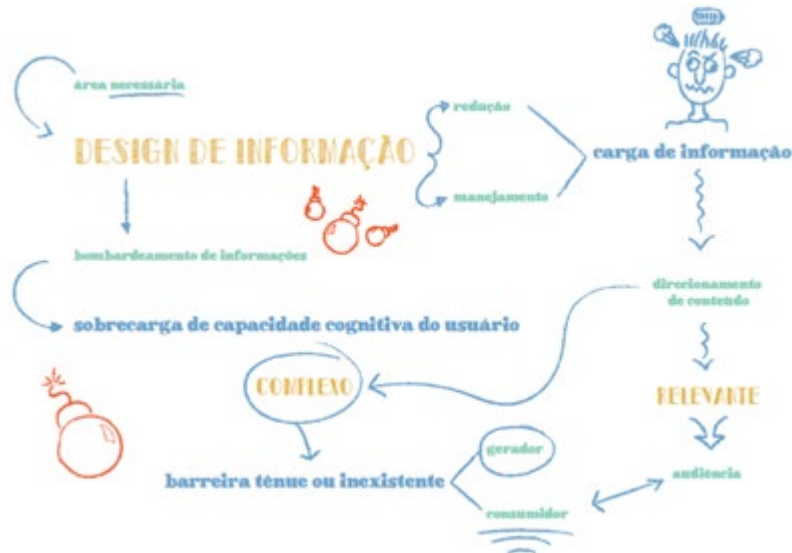 área necessária
DESIGN DE INFORMAÇÃO
redução
manejamento
carga de informação
bombardeamento de informações
sobrecarga de capacidade cognitiva do usuário
direcionamento
de conteúdo
COMPLEXO
RELEVANTE
barreira tênue ou inexistente
gerador
consumidor
audiência